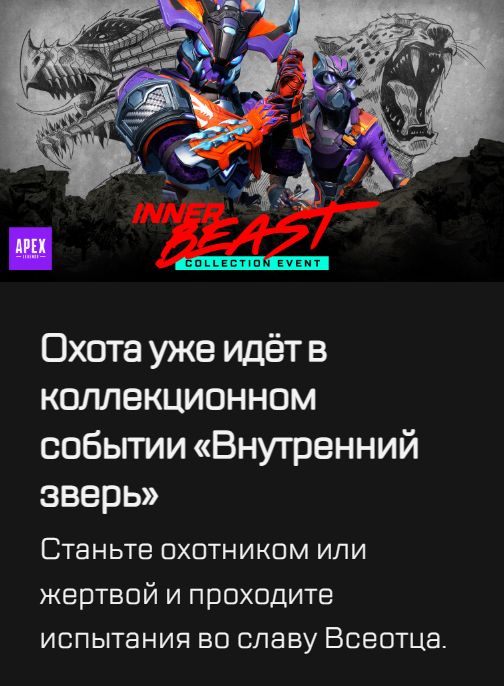 INNER
BEAST
COLLECTION EVENT
APEX
LEGENDS
Охота уже идёт в
коллекционном
событии «Внутренний
зверь»
Станьте охотником или
жертвой и проходите
испытания во славу Всеотца.